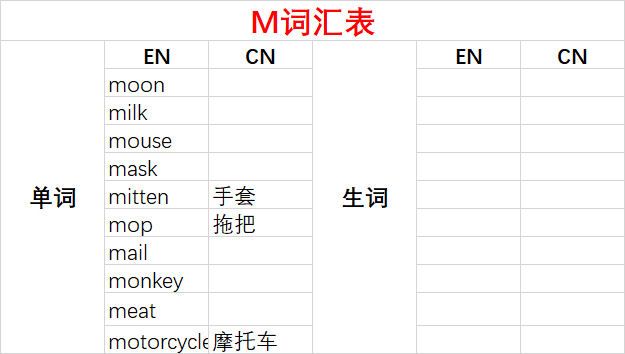 M词汇表
EN CN EN CN
moon
milk
mouse
mask
单词 mitten 手套 生词
mop 拖把
mail
monkey
meat
motorcycle 摩托车